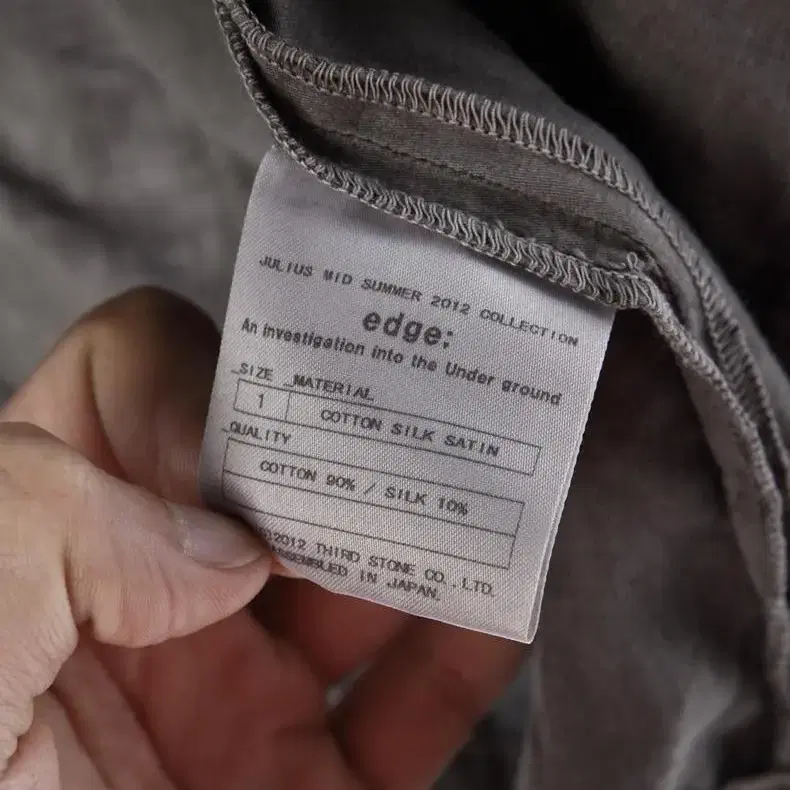 JULIUS MID SUMMER 2012 COLLECTION
edge;
An investigation into the Under ground
_SIZE _MATERIAL
1 COTTON SILK SATIN
_QUALITY
COTTON 90% / SILK 10%
2012 THIRD STONE CO.,LTD.
ASSEMBLED IN JAPAN.